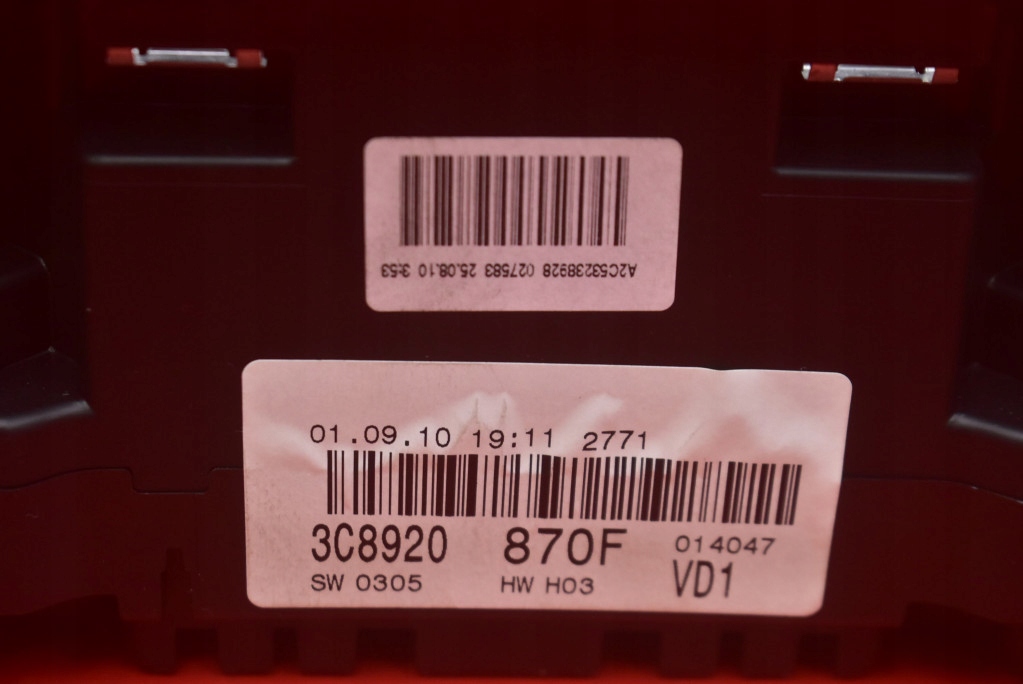 A2C53238928 027583 25.08.10 3:53
01.09.10 19:11 2771
3C8920 870F 014047
SW 0305 HW H03 VD1